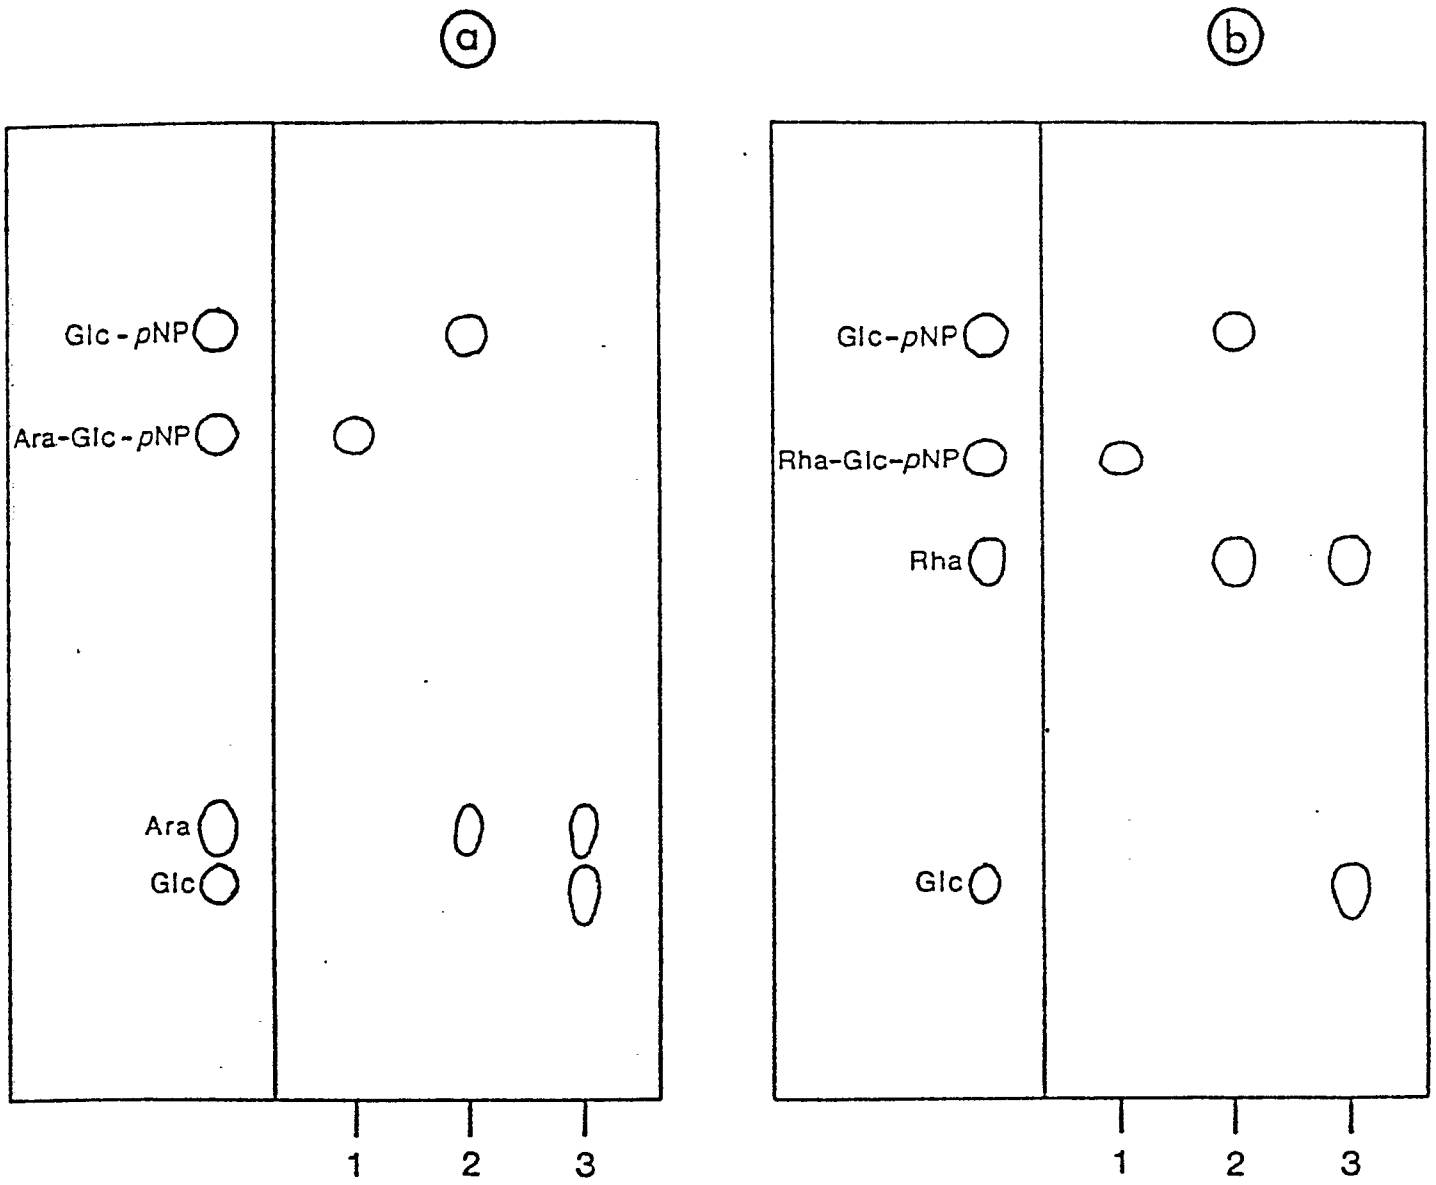 a
b
Glc-pNP
Ara-Glc-pNP
Ara
Glc
1 2 3
Glc-pNP
Rha-Glc-pNP
Rha
Glc
1 2 3